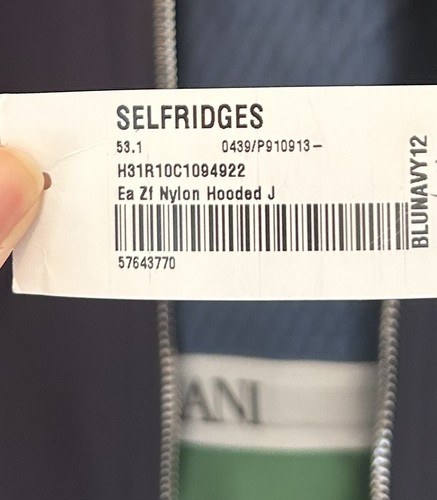 SELFRIDGES
53.1 0439/P910913-
H31R10C1094922
Ea Zf Nylon Hooded J
57643770
BLUNAVY12
ANI